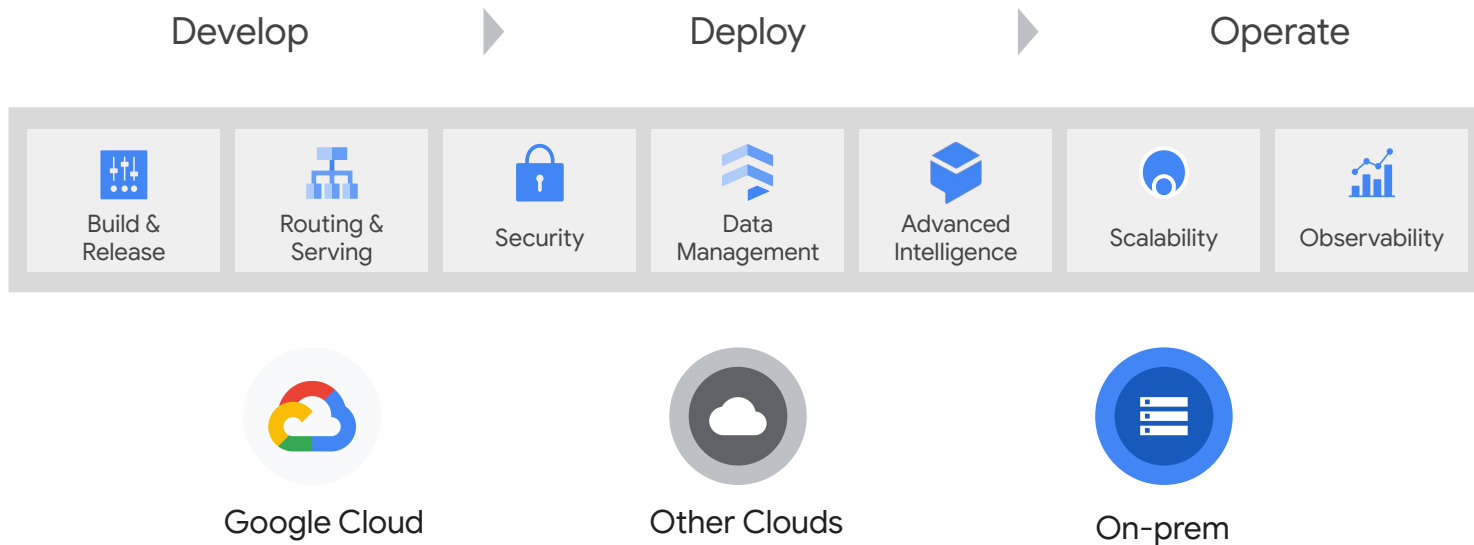 Develop
Deploy
Operate
Build &
Release
Routing &
Serving
Security
Data
Management
Advanced
Intelligence
Scalability
Observability
Google Cloud
Other Clouds
On-prem